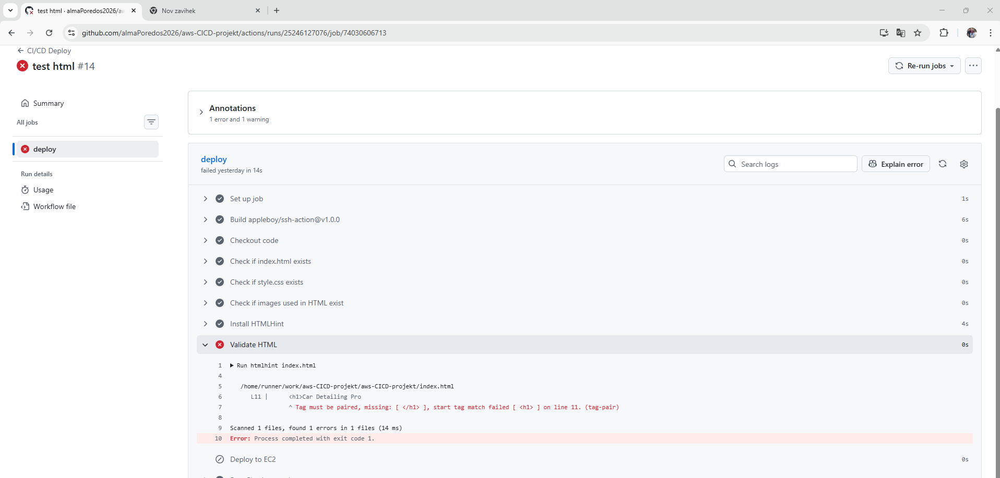 test html · almaPoredos2026/aw
Nov zavihek
github.com/almaPoredos2026/aws-CICD-projekt/actions/runs/25246127076/job/74030606713
CI/CD Deploy
test html #14
Re-run jobs
Summary
All jobs
deploy
Run details
Usage
Workflow file
Annotations
1 error and 1 warning
deploy
failed yesterday in 14s
Search logs
Explain error
Set up job 1s
Build appleboy/ssh-action@v1.0.0 6s
Checkout code 0s
Check if index.html exists 0s
Check if style.css exists 0s
Check if images used in HTML exist 0s
Install HTMLHint 4s
Validate HTML 0s
1 Run htmlhint index.html
4
5 /home/runner/work/aws-CICD-projekt/aws-CICD-projekt/index.html
6 L11 | <h1>Car Detailing Pro
7 ^ Tag must be paired, missing: [ </h1> ], start tag match failed [ <h1> ] on line 11. (tag-pair)
8
9 Scanned 1 files, found 1 errors in 1 files (14 ms)
10 Error: Process completed with exit code 1.
Deploy to EC2 0s